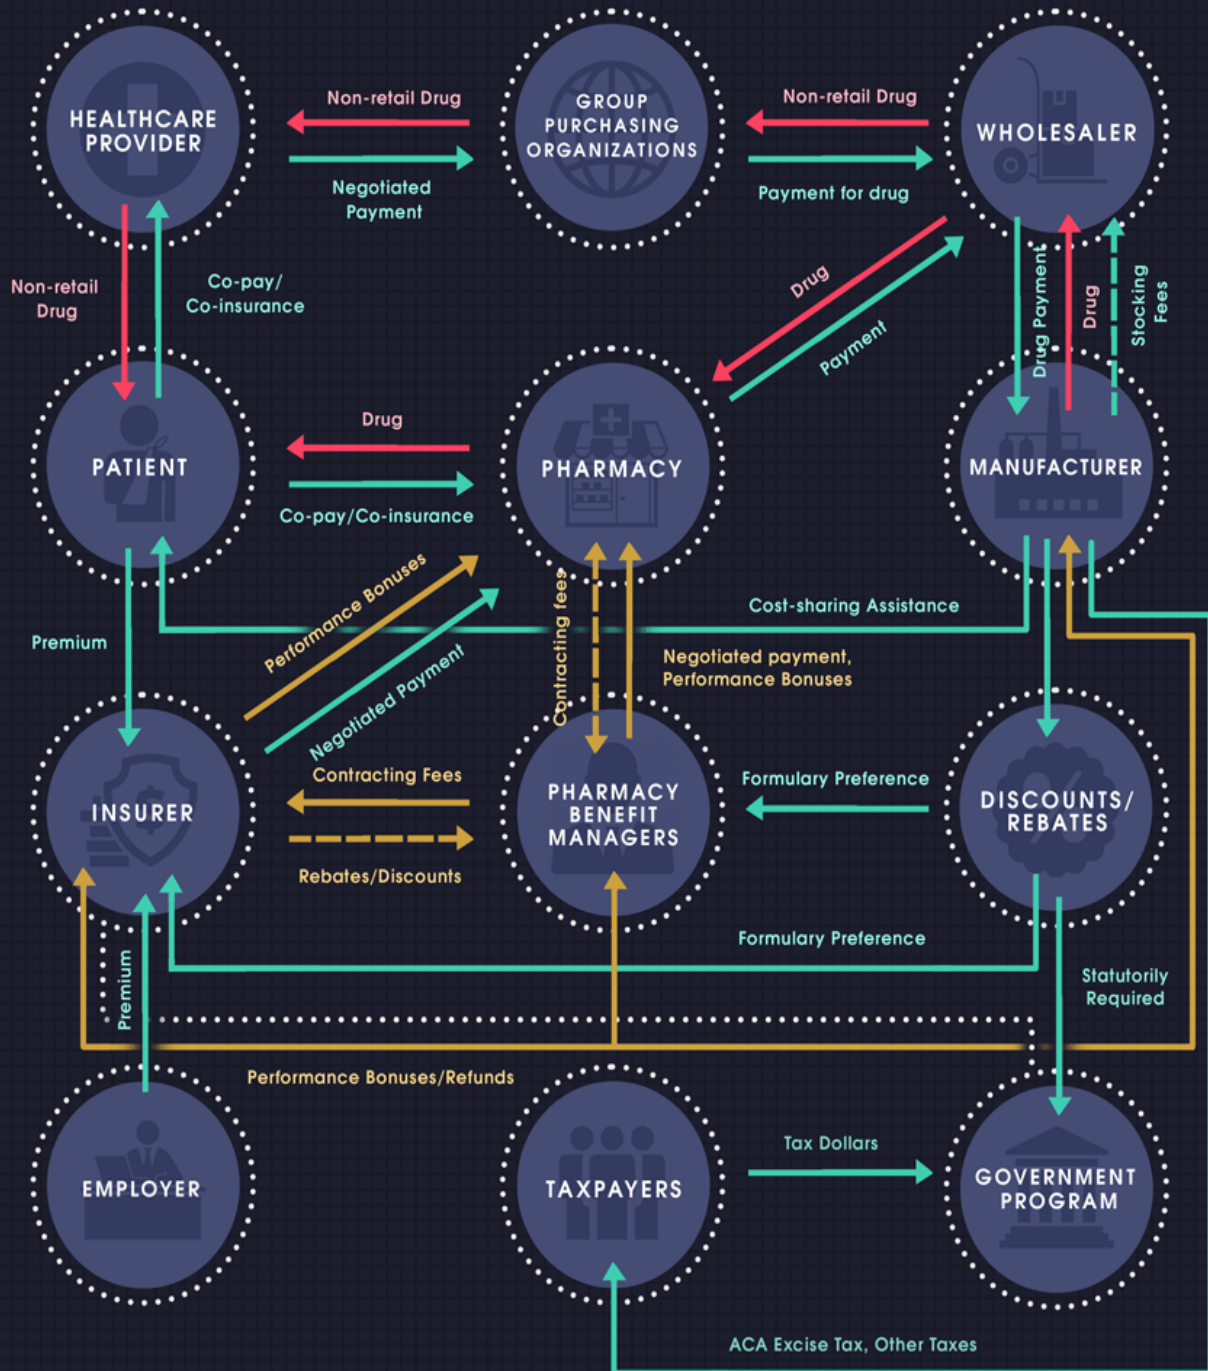 HEALTHCARE
PROVIDER
Non-retail Drug
Negotiated
Payment
GROUP
PURCHASING
ORGANIZATIONS
Non-retail Drug
Payment for drug
WHOLESALER
Non-retail
Drug
Co-pay/
Co-insurance
Drug
Payment
Drug Payment
Drug
Stocking
Fees
PATIENT
Drug
Co-pay/Co-insurance
PHARMACY
MANUFACTURER
Premium
Performance Bonuses
Negotiated Payment
Contracting fees
Cost-sharing Assistance
Negotiated payment,
Performance Bonuses
INSURER
$
Contracting Fees
Rebates/Discounts
PHARMACY
BENEFIT
MANAGERS
Formulary Preference
%
DISCOUNTS/
REBATES
Premium
Formulary Preference
Statutorily
Required
Performance Bonuses/Refunds
EMPLOYER
TAXPAYERS
Tax Dollars
GOVERNMENT
PROGRAM
ACA Excise Tax, Other Taxes